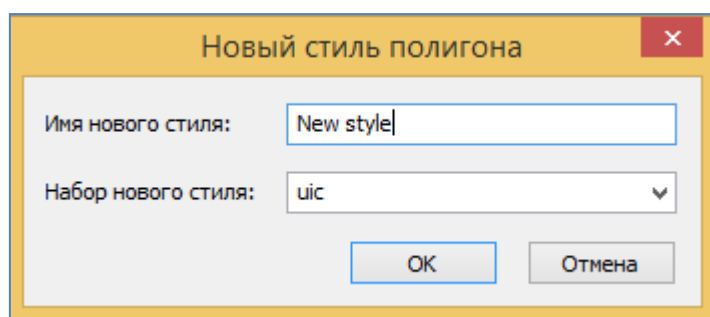 Новый стиль полигона
Имя нового стиля: New style
Набор нового стиля: uic
OK Отмена